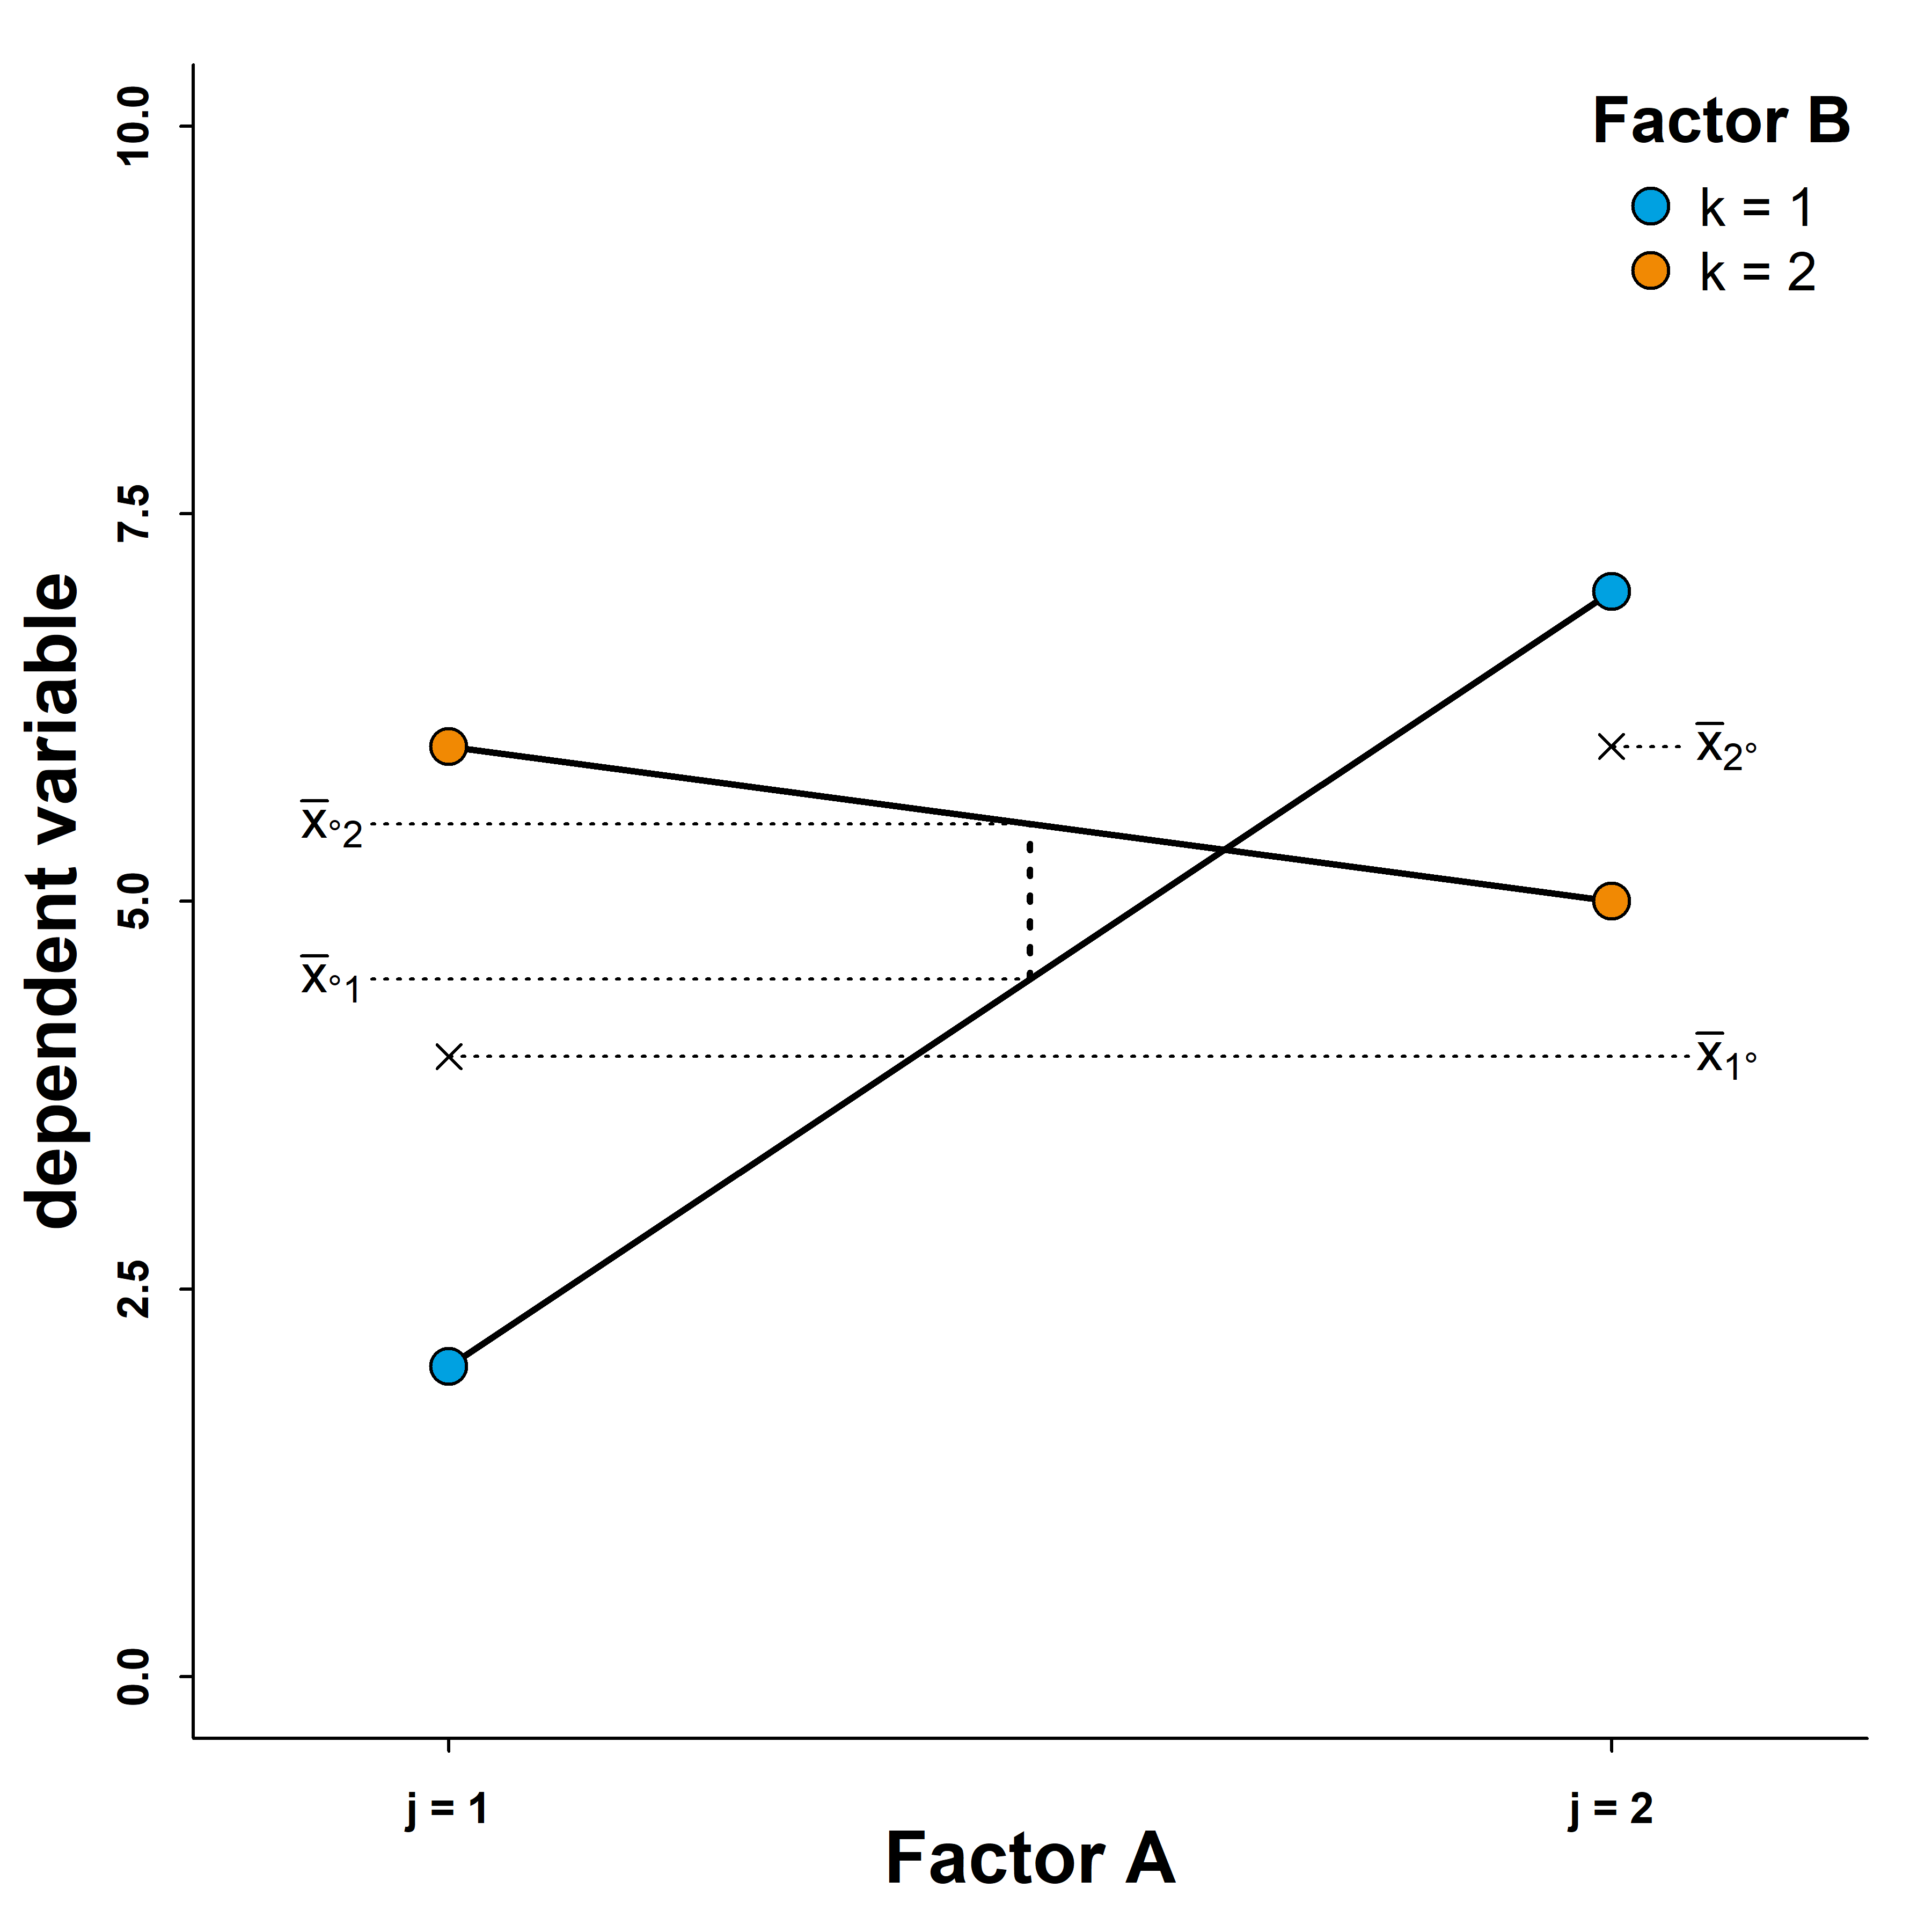 Factor B
k = 1
k = 2
10.0
7.5
5.0
2.5
0.0
dependent variable
x̅°2
x̅°1
x̅2°
x̅1°
j = 1
j = 2
Factor A